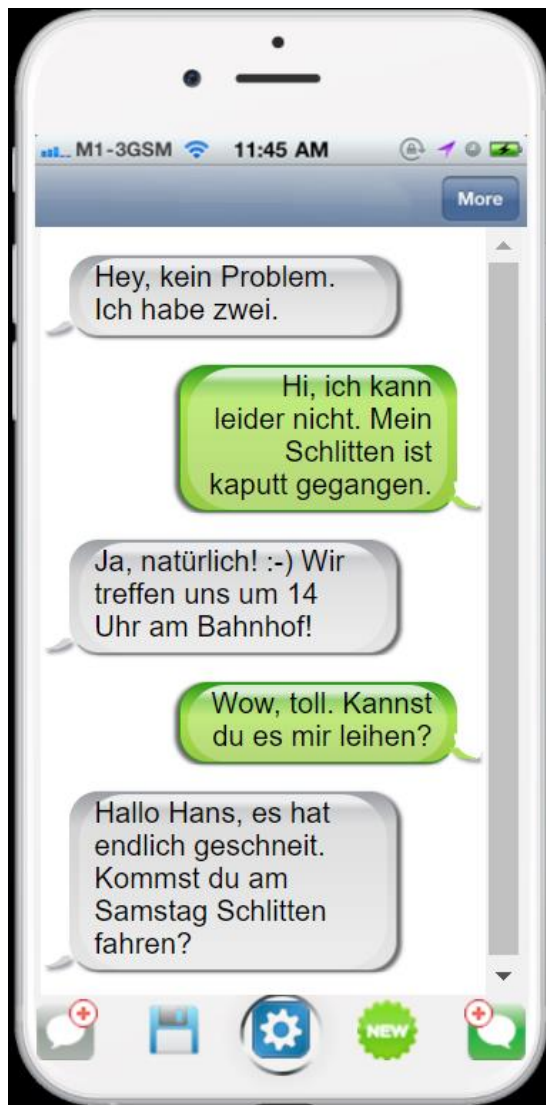 M1-3GSM 11:45 AM
More
Hey, kein Problem.
Ich habe zwei.
Hi, ich kann
leider nicht. Mein
Schlitten ist
kaputt gegangen.
Ja, natürlich! :-) Wir
treffen uns um 14
Uhr am Bahnhof!
Wow, toll. Kannst
du es mir leihen?
Hallo Hans, es hat
endlich geschneit.
Kommst du am
Samstag Schlitten
fahren?
NEW